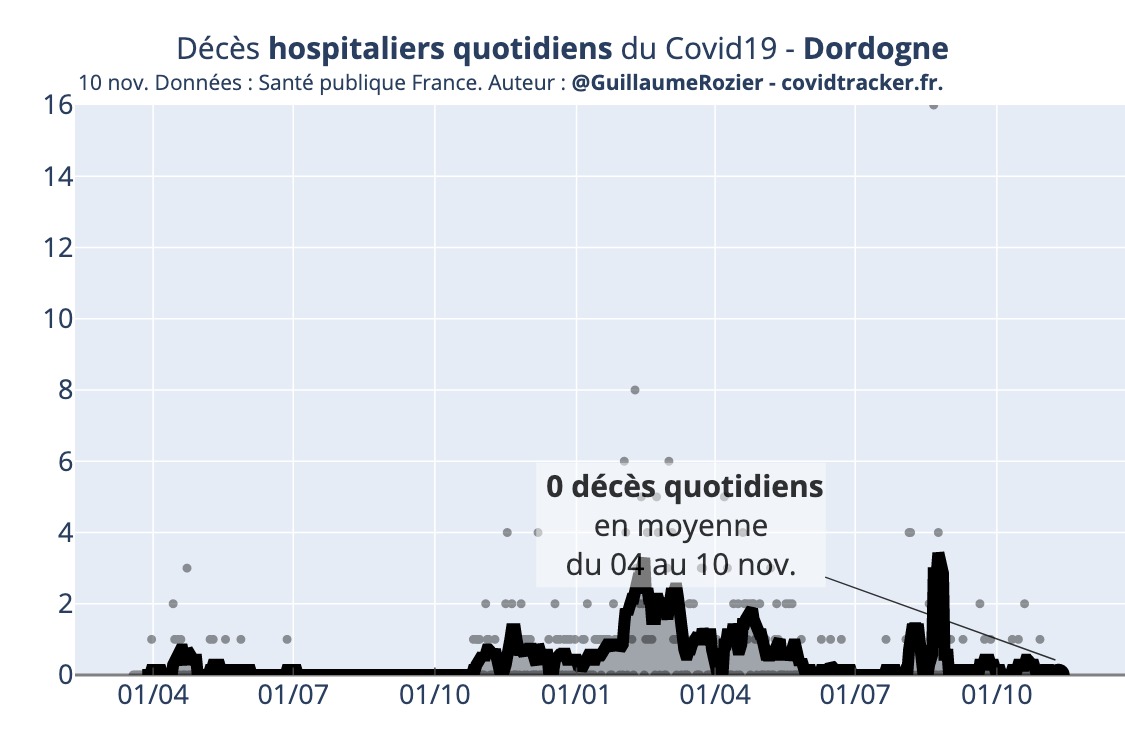 Décès hospitaliers quotidiens du Covid19 - Dordogne
10 nov. Données : Santé publique France. Auteur : @GuillaumeRozier - covidtracker.fr.
16
14
12
10
8
6
4
2
0
0 décès quotidiens
en moyenne
du 04 au 10 nov.
01/04 01/07 01/10 01/01 01/04 01/07 01/10